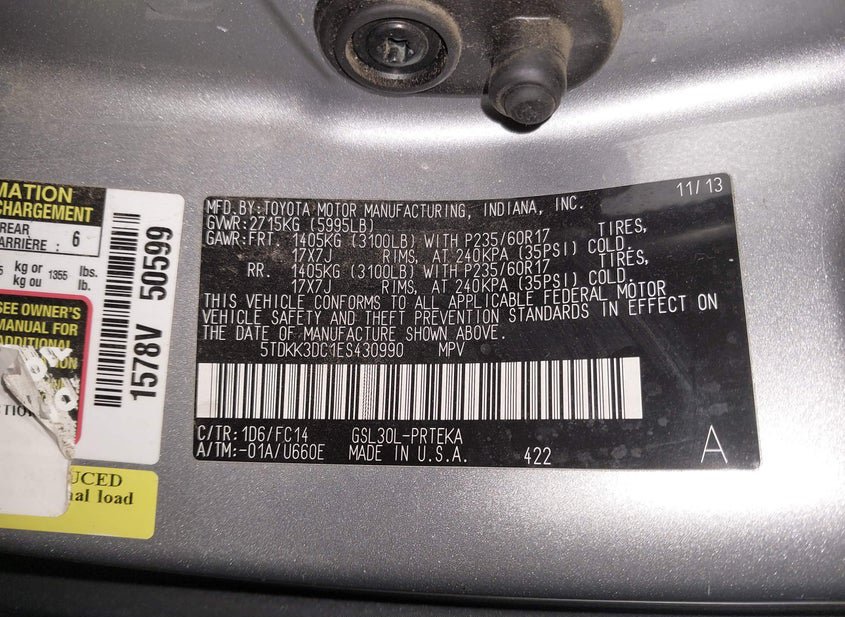 MATION
CHARGEMENT
REAR
ARRIÈRE : 6
kg or 1355 lbs.
kg ou lb.
SEE OWNER'S
MANUAL FOR
ADDITIONAL
1578V 50599
UCED
nal load
11/13
MFD.BY:TOYOTA MOTOR MANUFACTURING, INDIANA, INC.
GVWR:2715KG (5995LB)
GAWR:FRT. 1405KG (3100LB) WITH P235/60R17 TIRES,
17X7J RIMS, AT 240KPA (35PSI) COLD.
RR. 1405KG (3100LB) WITH P235/60R17 TIRES,
17X7J RIMS, AT 240KPA (35PSI) COLD.
THIS VEHICLE CONFORMS TO ALL APPLICABLE FEDERAL MOTOR
VEHICLE SAFETY AND THEFT PREVENTION STANDARDS IN EFFECT ON
THE DATE OF MANUFACTURE SHOWN ABOVE.
5TDKK3DC1ES430990 MPV
C/TR:1D6/FC14 GSL30L-PRTEKA
A/TM:-01A/U660E MADE IN U.S.A. 422 A